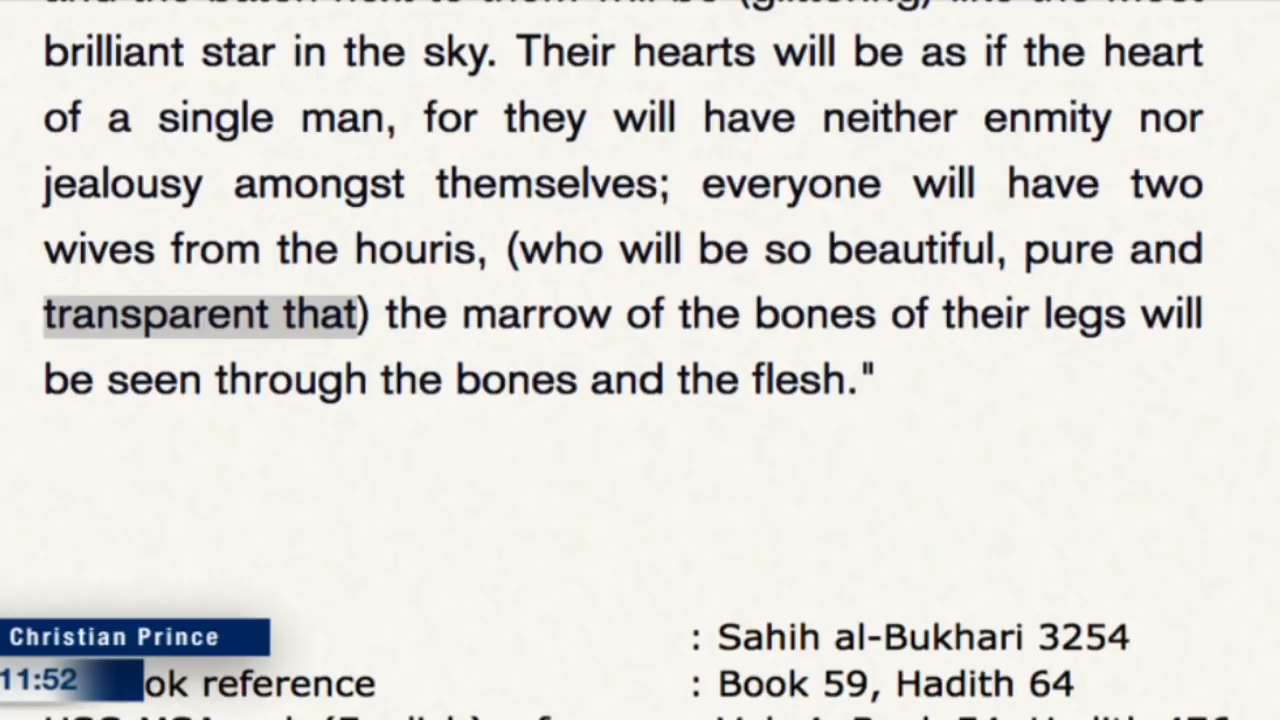 brilliant star in the sky. Their hearts will be as if the heart
of a single man, for they will have neither enmity nor
jealousy amongst themselves; everyone will have two
wives from the houris, (who will be so beautiful, pure and
transparent that) the marrow of the bones of their legs will
be seen through the bones and the flesh."
: Sahih al-Bukhari 3254
Christian Prince
11:52
ok reference : Book 59, Hadith 64